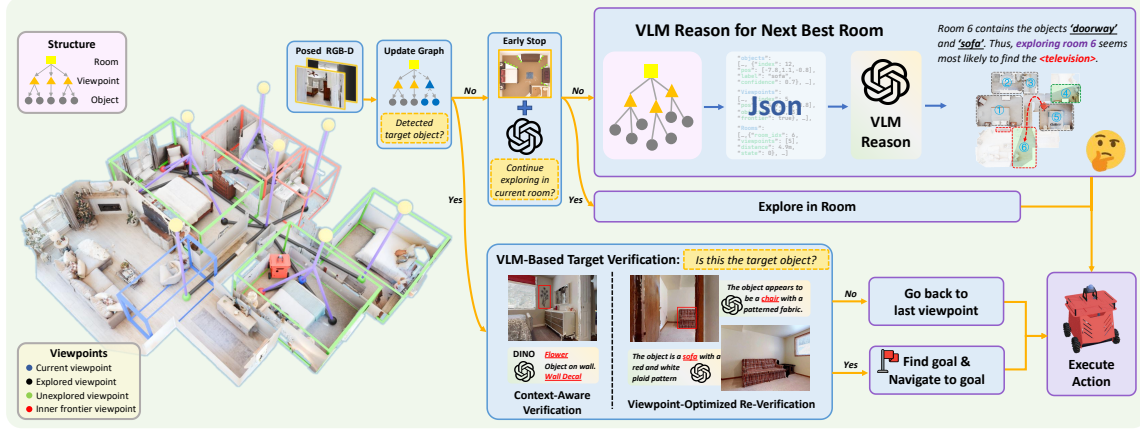 Structure
Room
Viewpoint
Object
Viewpoints
Current viewpoint
Explored viewpoint
Unexplored viewpoint
Inner frontier viewpoint
Posed RGB-D
Update Graph
Detected
target object?
No
Yes
Early Stop
Continue
exploring in
current room?
No
Yes
VLM Reason for Next Best Room
Json
VLM
Reason
Room 6 contains the objects ‘doorway’
and ‘sofa’. Thus, exploring room 6 seems
most likely to find the <television>.
①
②
③
④
⑤
⑥
Explore in Room
VLM-Based Target Verification:
Is this the target object?
DINO
Flower
Object on wall.
Wall Decal
Context-Aware
Verification
The object appears to
be a chair with a
patterned fabric.
The object is a sofa with a
red and white
plaid pattern
Viewpoint-Optimized Re-Verification
No
Go back to
last viewpoint
Yes
Find goal &
Navigate to goal
Execute
Action